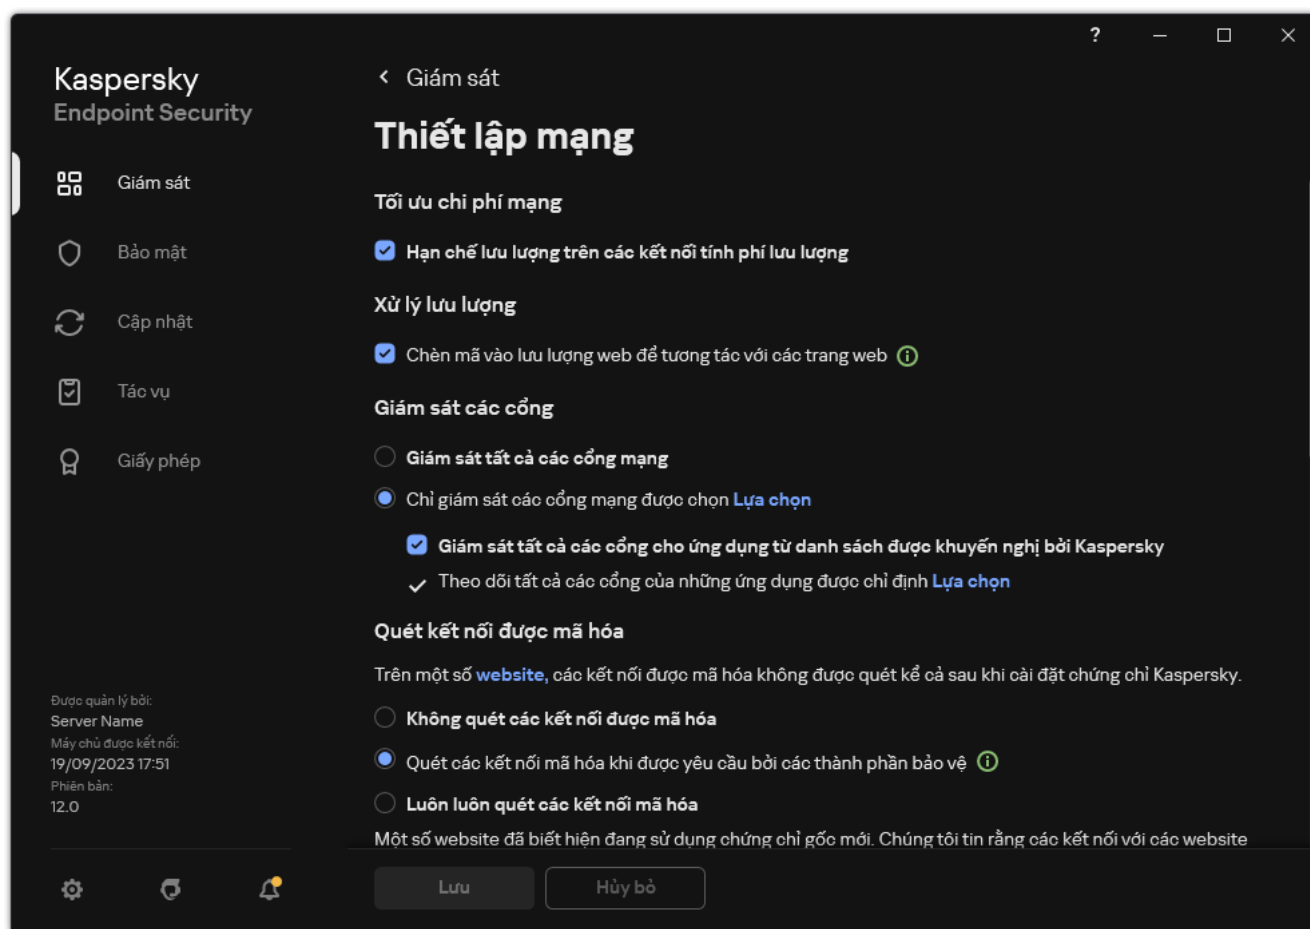 ?
Kaspersky
Endpoint Security
Giám sát
Bảo mật
Cập nhật
Tác vụ
Giấy phép
Được quản lý bởi:
Server Name
Máy chủ được kết nối:
19/09/2023 17:51
Phiên bản:
12.0
Giám sát
Thiết lập mạng
Tối ưu chi phí mạng
Hạn chế lưu lượng trên các kết nối tính phí lưu lượng
Xử lý lưu lượng
Chèn mã vào lưu lượng web để tương tác với các trang web
Giám sát các cổng
Giám sát tất cả các cổng mạng
Chỉ giám sát các cổng mạng được chọn Lựa chọn
Giám sát tất cả các cổng cho ứng dụng từ danh sách được khuyến nghị bởi Kaspersky
Theo dõi tất cả các cổng của những ứng dụng được chỉ định Lựa chọn
Quét kết nối được mã hóa
Trên một số website, các kết nối được mã hóa không được quét kể cả sau khi cài đặt chứng chỉ Kaspersky.
Không quét các kết nối được mã hóa
Quét các kết nối mã hóa khi được yêu cầu bởi các thành phần bảo vệ
Luôn luôn quét các kết nối mã hóa
Một số website đã biết hiện đang sử dụng chứng chỉ gốc mới. Chúng tôi tin rằng các kết nối với các website
Lưu
Hủy bỏ